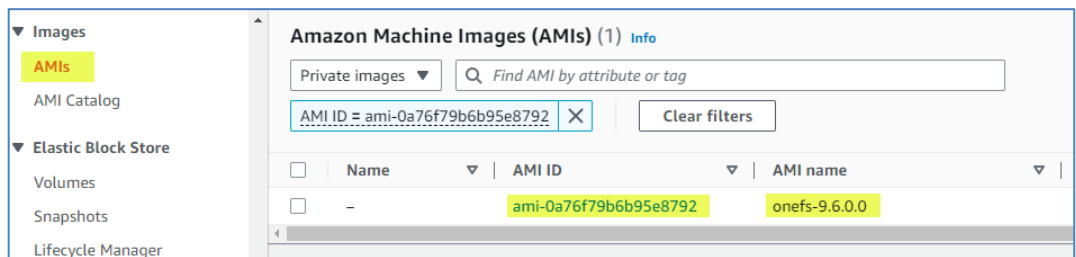 Images
AMIs
AMI Catalog
Elastic Block Store
Volumes
Snapshots
Lifecycle Manager
Amazon Machine Images (AMIs) (1) Info
Private images Find AMI by attribute or tag
AMI ID = ami-0a76f79b6b95e8792 Clear filters
Name AMI ID AMI name
– ami-0a76f79b6b95e8792 onefs-9.6.0.0